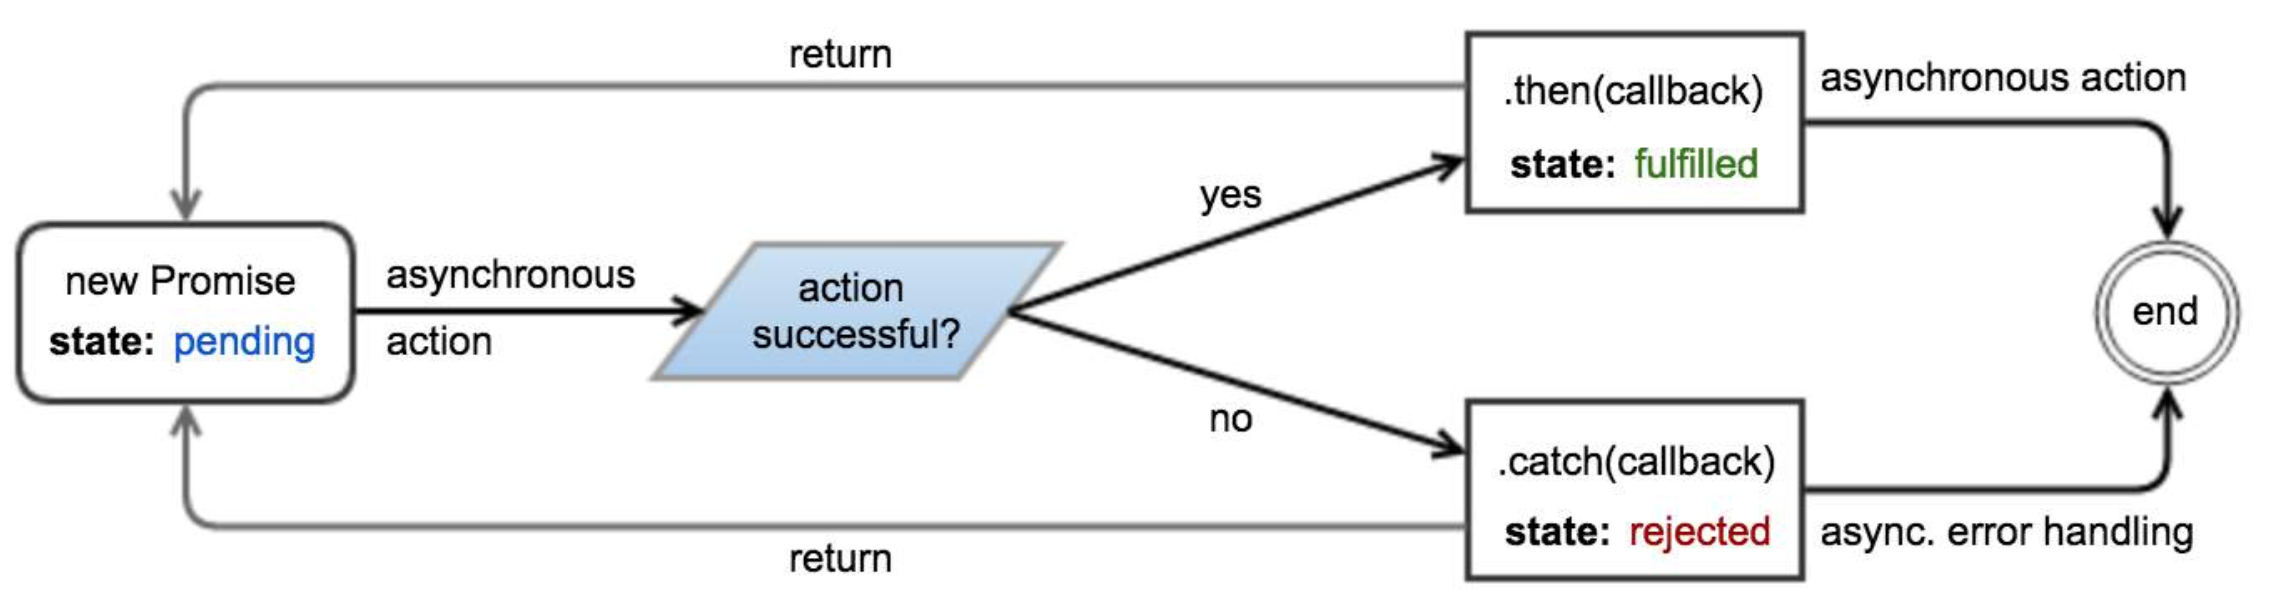 return
.then(callback)
state: fulfilled
asynchronous action
yes
new Promise
state: pending
asynchronous
action
action
successful?
end
no
.catch(callback)
state: rejected
async. error handling
return